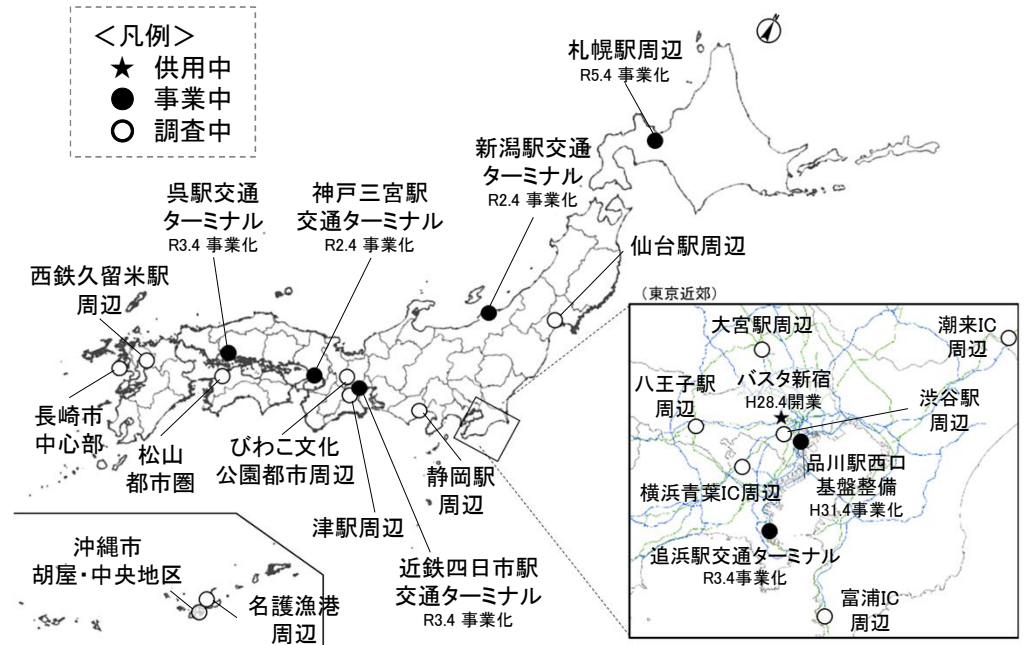 ＜凡例＞
★ 供用中
● 事業中
○ 調査中
札幌駅周辺
R5.4 事業化
新潟駅交通
ターミナル
R2.4 事業化
呉駅交通
ターミナル
R3.4 事業化
神戸三宮駅
交通ターミナル
R2.4 事業化
仙台駅周辺
西鉄久留米駅
周辺
長崎市
中心部
松山
都市圏
びわこ文化
公園都市周辺
静岡駅
周辺
津駅周辺
近鉄四日市駅
交通ターミナル
R3.4 事業化
沖縄市
胡屋・中央地区
名護漁港
周辺
（東京近郊）
大宮駅周辺
潮来IC
周辺
八王子駅
周辺
バスタ新宿
H28.4開業
渋谷駅
周辺
品川駅西口
基盤整備
H31.4事業化
横浜青葉IC周辺
追浜駅交通ターミナル
R3.4事業化
富浦IC
周辺